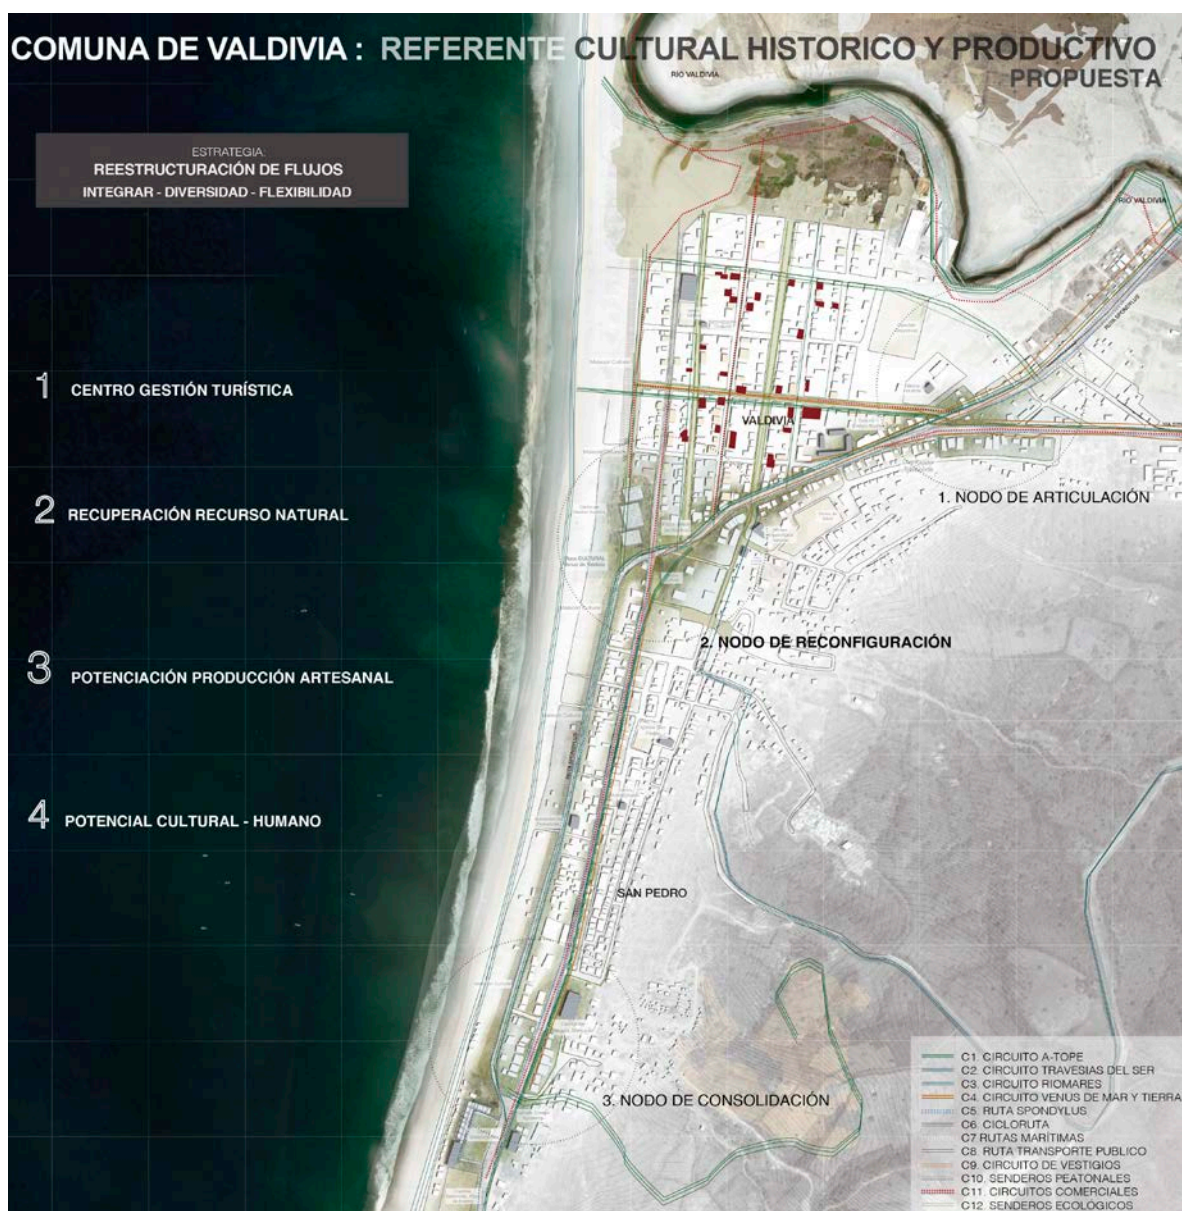 COMUNA DE VALDIVIA : REFERENTE CULTURAL HISTORICO Y PRODUCTIVO
PROPUESTA
RIO VALDIVIA
ESTRATEGIA:
REESTRUCTURACIÓN DE FLUJOS
INTEGRAR - DIVERSIDAD - FLEXIBILIDAD
RIO VALDIVIA
RUTA SPONDYLUS
1 CENTRO GESTIÓN TURÍSTICA
VALDIVIA
1. NODO DE ARTICULACIÓN
2 RECUPERACIÓN RECURSO NATURAL
2. NODO DE RECONFIGURACIÓN
3 POTENCIACIÓN PRODUCCIÓN ARTESANAL
4 POTENCIAL CULTURAL - HUMANO
SAN PEDRO
3. NODO DE CONSOLIDACIÓN
C1. CIRCUITO A-TOPE
C2. CIRCUITO TRAVESIAS DEL SER
C3. CIRCUITO RIOMARES
C4. CIRCUITO VENUS DE MAR Y TIERRA
C5. RUTA SPONDYLUS
C6. CICLORUTA
C7 RUTAS MARÍTIMAS
C8. RUTA TRANSPORTE PUBLICO
C9. CIRCUITO DE VESTIGIOS
C10. SENDEROS PEATONALES
C11. CIRCUITOS COMERCIALES
C12. SENDEROS ECOLÓGICOS